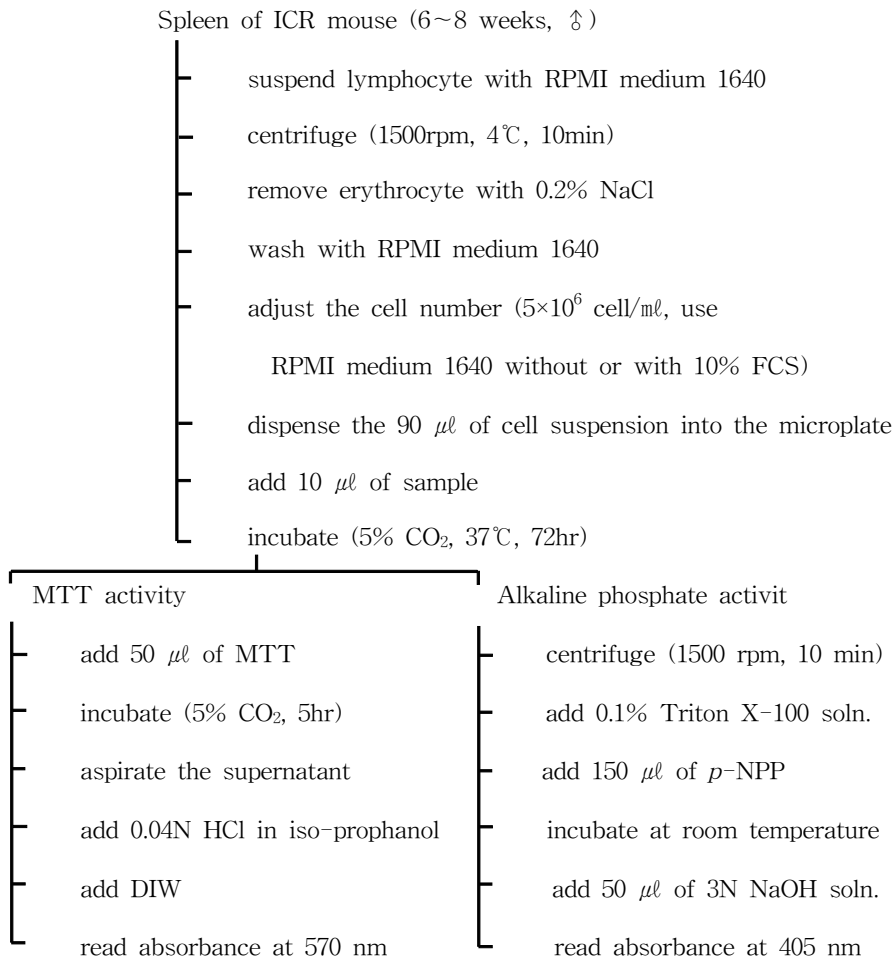 Spleen of ICR mouse (6~8 weeks, ♂)
suspend lymphocyte with RPMI medium 1640
centrifuge (1500rpm, 4℃, 10min)
remove erythrocyte with 0.2% NaCl
wash with RPMI medium 1640
adjust the cell number (5×10⁶ cell/㎖, use
RPMI medium 1640 without or with 10% FCS)
dispense the 90 ㎕ of cell suspension into the microplate
add 10 ㎕ of sample
incubate (5% CO₂, 37℃, 72hr)
MTT activity
add 50 ㎕ of MTT
incubate (5% CO₂, 5hr)
aspirate the supernatant
add 0.04N HCl in iso-prophanol
add DIW
read absorbance at 570 nm
Alkaline phosphate activit
centrifuge (1500 rpm, 10 min)
add 0.1% Triton X-100 soln.
add 150 ㎕ of p-NPP
incubate at room temperature
add 50 ㎕ of 3N NaOH soln.
read absorbance at 405 nm